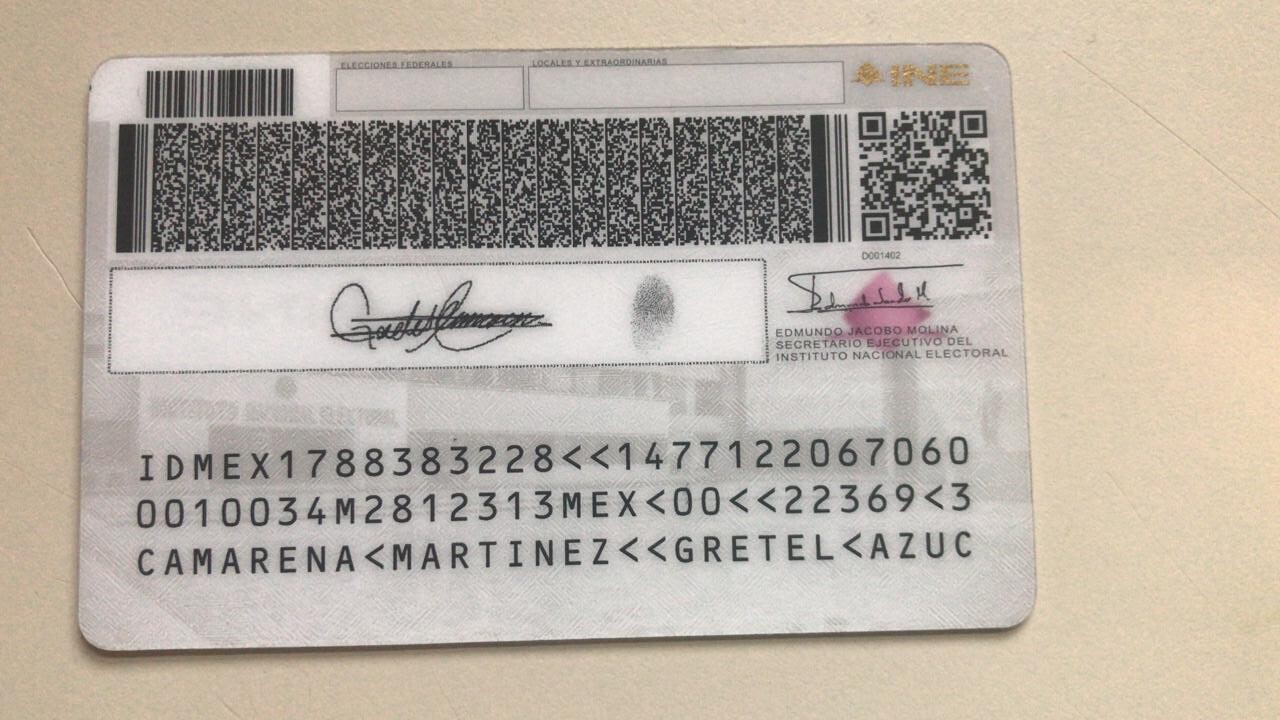 ELECCIONES FEDERALES
LOCALES Y EXTRAORDINARIAS
INE
D001402
EDMUNDO JACOBO MOLINA
SECRETARIO EJECUTIVO DEL
INSTITUTO NACIONAL ELECTORAL
IDMEX1788383228<<1477122067060
0010034M2812313MEX<00<<22369<3
CAMARENA<MARTINEZ<<GRETEL<AZUC